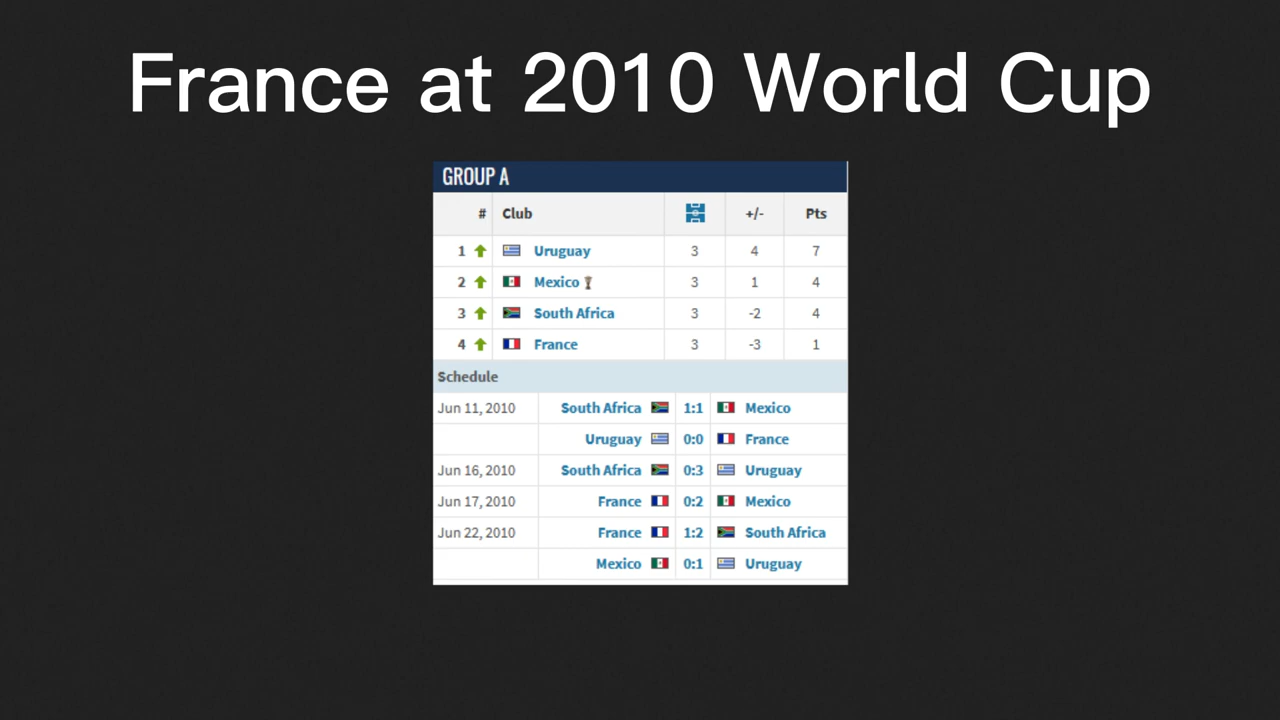 France at 2010 World Cup
GROUP A
# Club +/- Pts
1 Uruguay 3 4 7
2 Mexico 3 1 4
3 South Africa 3 -2 4
4 France 3 -3 1
Schedule
Jun 11, 2010 South Africa 1:1 Mexico
Uruguay 0:0 France
Jun 16, 2010 South Africa 0:3 Uruguay
Jun 17, 2010 France 0:2 Mexico
Jun 22, 2010 France 1:2 South Africa
Mexico 0:1 Uruguay